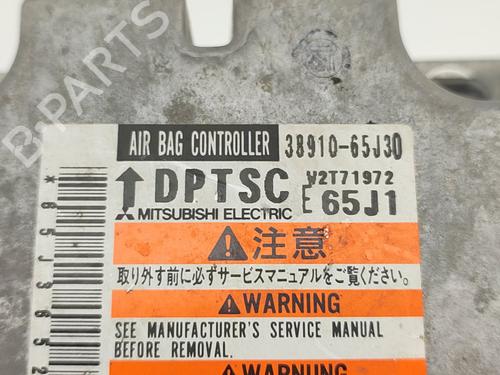 B-PARTS
AIR BAG CONTROLLER 38910-65J30
DPTSC V2T71972
MITSUBISHI ELECTRIC E 65J1
注意
取り外す前に必ずサービスマニュアルをご覧ください。
WARNING
SEE MANUFACTURER'S SERVICE MANUAL
BEFORE REMOVAL.
WARNUNG
*65J3652